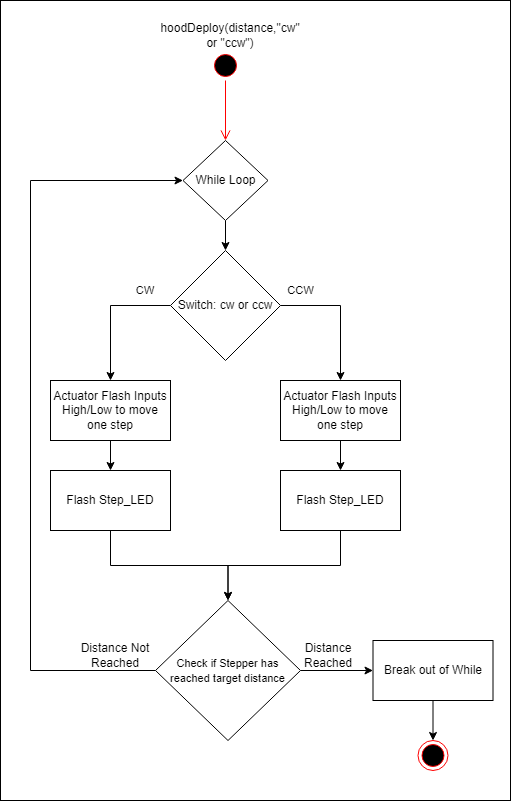 hoodDeploy(distance,"cw"
or "ccw")
While Loop
CW
CCW
Switch: cw or ccw
Actuator Flash Inputs
High/Low to move
one step
Actuator Flash Inputs
High/Low to move
one step
Flash Step_LED
Flash Step_LED
Distance Not
Reached
Check if Stepper has
reached target distance
Distance
Reached
Break out of While